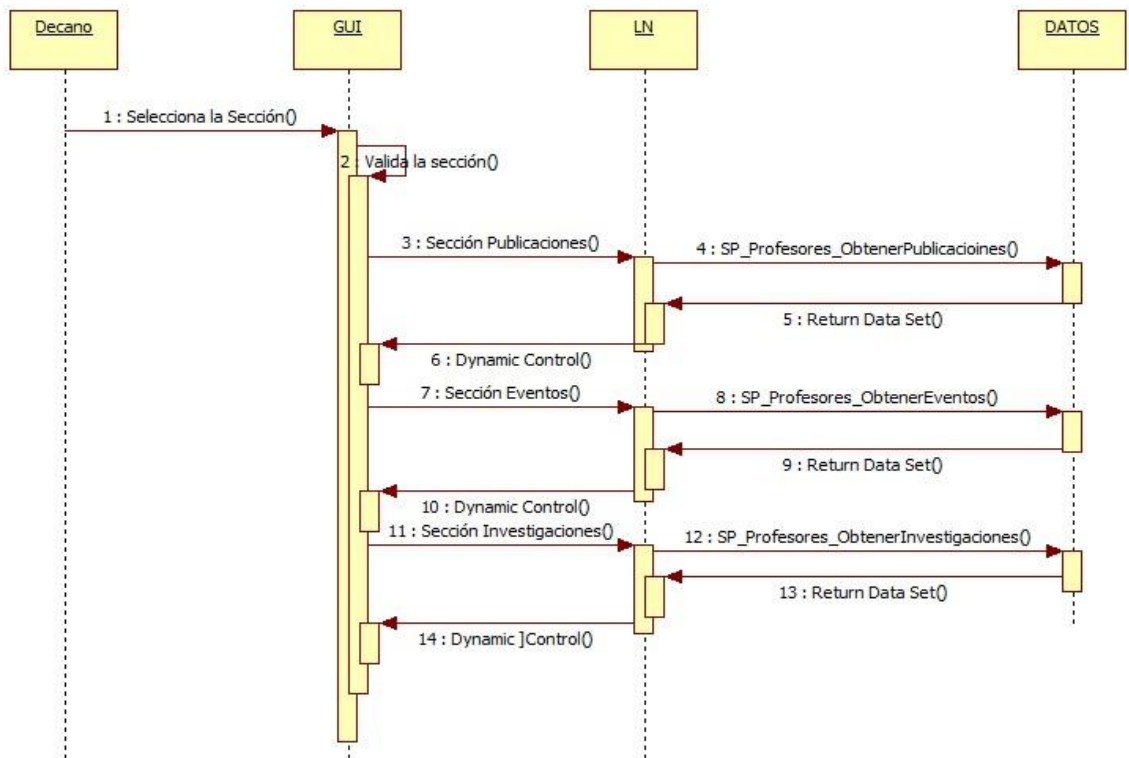 Decano
GUI
LN
DATOS
1 : Selecciona la Sección()
2 : Valida la sección()
3 : Sección Publicaciones()
4 : SP_Profesores_ObtenerPublicacioines()
5 : Return Data Set()
6 : Dynamic Control()
7 : Sección Eventos()
8 : SP_Profesores_ObtenerEventos()
9 : Return Data Set()
10 : Dynamic Control()
11 : Sección Investigaciones()
12 : SP_Profesores_ObtenerInvestigaciones()
13 : Return Data Set()
14 : Dynamic ]Control()